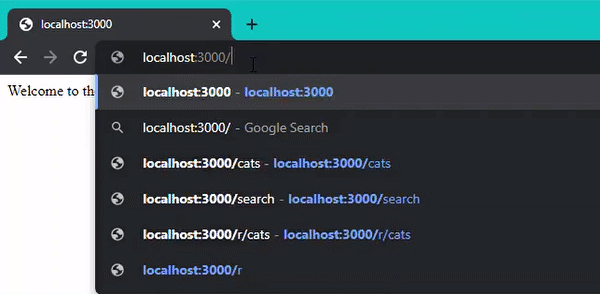 localhost:3000
localhost:3000/
Welcome to th
localhost:3000 - localhost:3000
localhost:3000/ - Google Search
localhost:3000/cats - localhost:3000/cats
localhost:3000/search - localhost:3000/search
localhost:3000/r/cats - localhost:3000/r/cats
localhost:3000/r